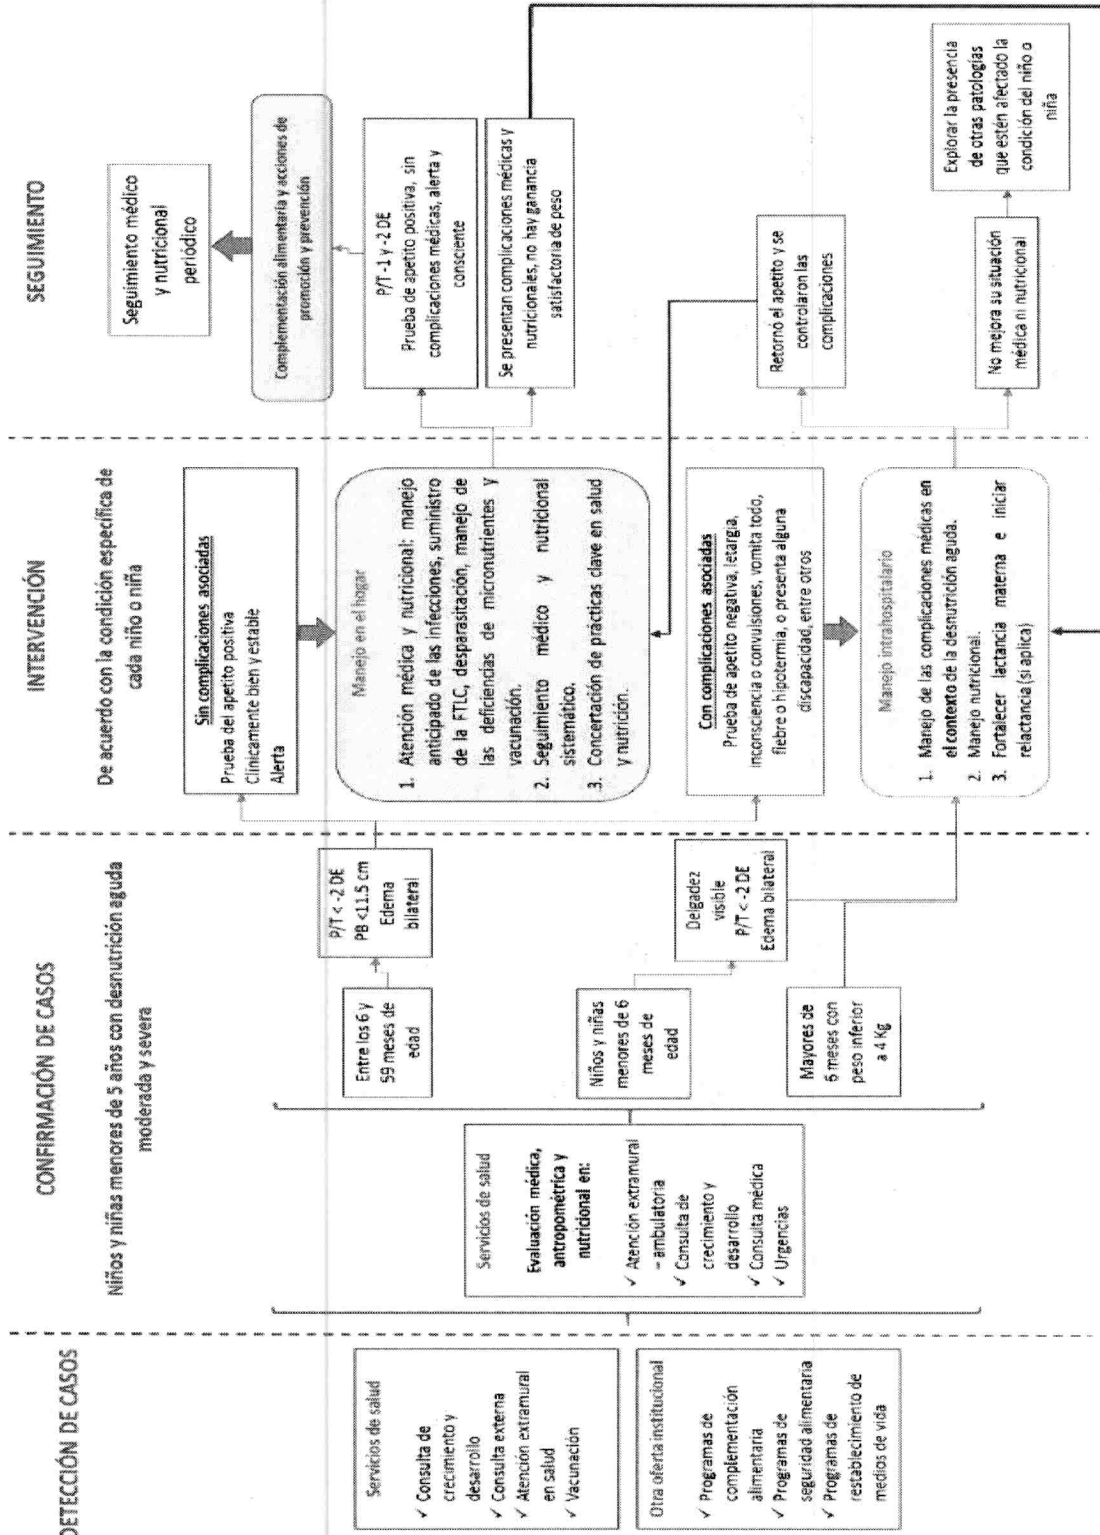 DETECCIÓN DE CASOS
Servicios de salud
✓ Consulta de
crecimiento y
desarrollo
✓ Consulta externa
✓ Atención extramural
en salud
✓ Vacunación
Otra oferta institucional
✓ Programas de
complementación
alimentaria
✓ Programas de
seguridad alimentaria
✓ Programas de
restablecimiento de
medios de vida
CONFIRMACIÓN DE CASOS
Niños y niñas menores de 5 años con desnutrición aguda
moderada y severa
Servicios de salud
Evaluación médica,
antropométrica y
nutricional en:
✓ Atención extramural
– ambulatoria
✓ Consulta de
crecimiento y
desarrollo
✓ Consulta médica
✓ Urgencias
Entre los 6 y
59 meses de
edad
P/T < -2 DE
PB <11.5 cm
Edema
bilateral
Niños y niñas
menores de 6
meses de
edad
Delgadez
visible
P/T < -2 DE
Edema bilateral
Mayores de
6 meses con
peso inferior
a 4 Kg
INTERVENCIÓN
De acuerdo con la condición específica de
cada niño o niña
Sin complicaciones asociadas
Prueba del apetito positiva
Clínicamente bien y estable
Alerta
Manejo en el hogar
1. Atención médica y nutricional: manejo
anticipado de las infecciones, suministro
de la FTLC, desparasitación, manejo de
las deficiencias de micronutrientes y
vacunación.
2. Seguimiento médico y nutricional
sistemático.
3. Concertación de prácticas clave en salud
y nutrición.
Con complicaciones asociadas
Prueba de apetito negativa, letargia,
inconsciencia o convulsiones, vomita todo,
fiebre o hipotermia, o presenta alguna
discapacidad, entre otros
Manejo intrahospitalario
1. Manejo de las complicaciones médicas en
el contexto de la desnutrición aguda.
2. Manejo nutricional.
3. Fortalecer lactancia materna e iniciar
relactancia (si aplica)
SEGUIMIENTO
Seguimiento médico
y nutricional
periódico
Complementación alimentaria y acciones de
promoción y prevención
P/T -1 y -2 DE
Prueba de apetito positiva, sin
complicaciones médicas, alerta y
consciente
Se presentan complicaciones médicas y
nutricionales, no hay ganancia
satisfactoria de peso
Retornó el apetito y se
controlaron las
complicaciones
No mejora su situación
médica ni nutricional
Explorar la presencia
de otras patologías
que estén afectado la
condición del niño o
niña